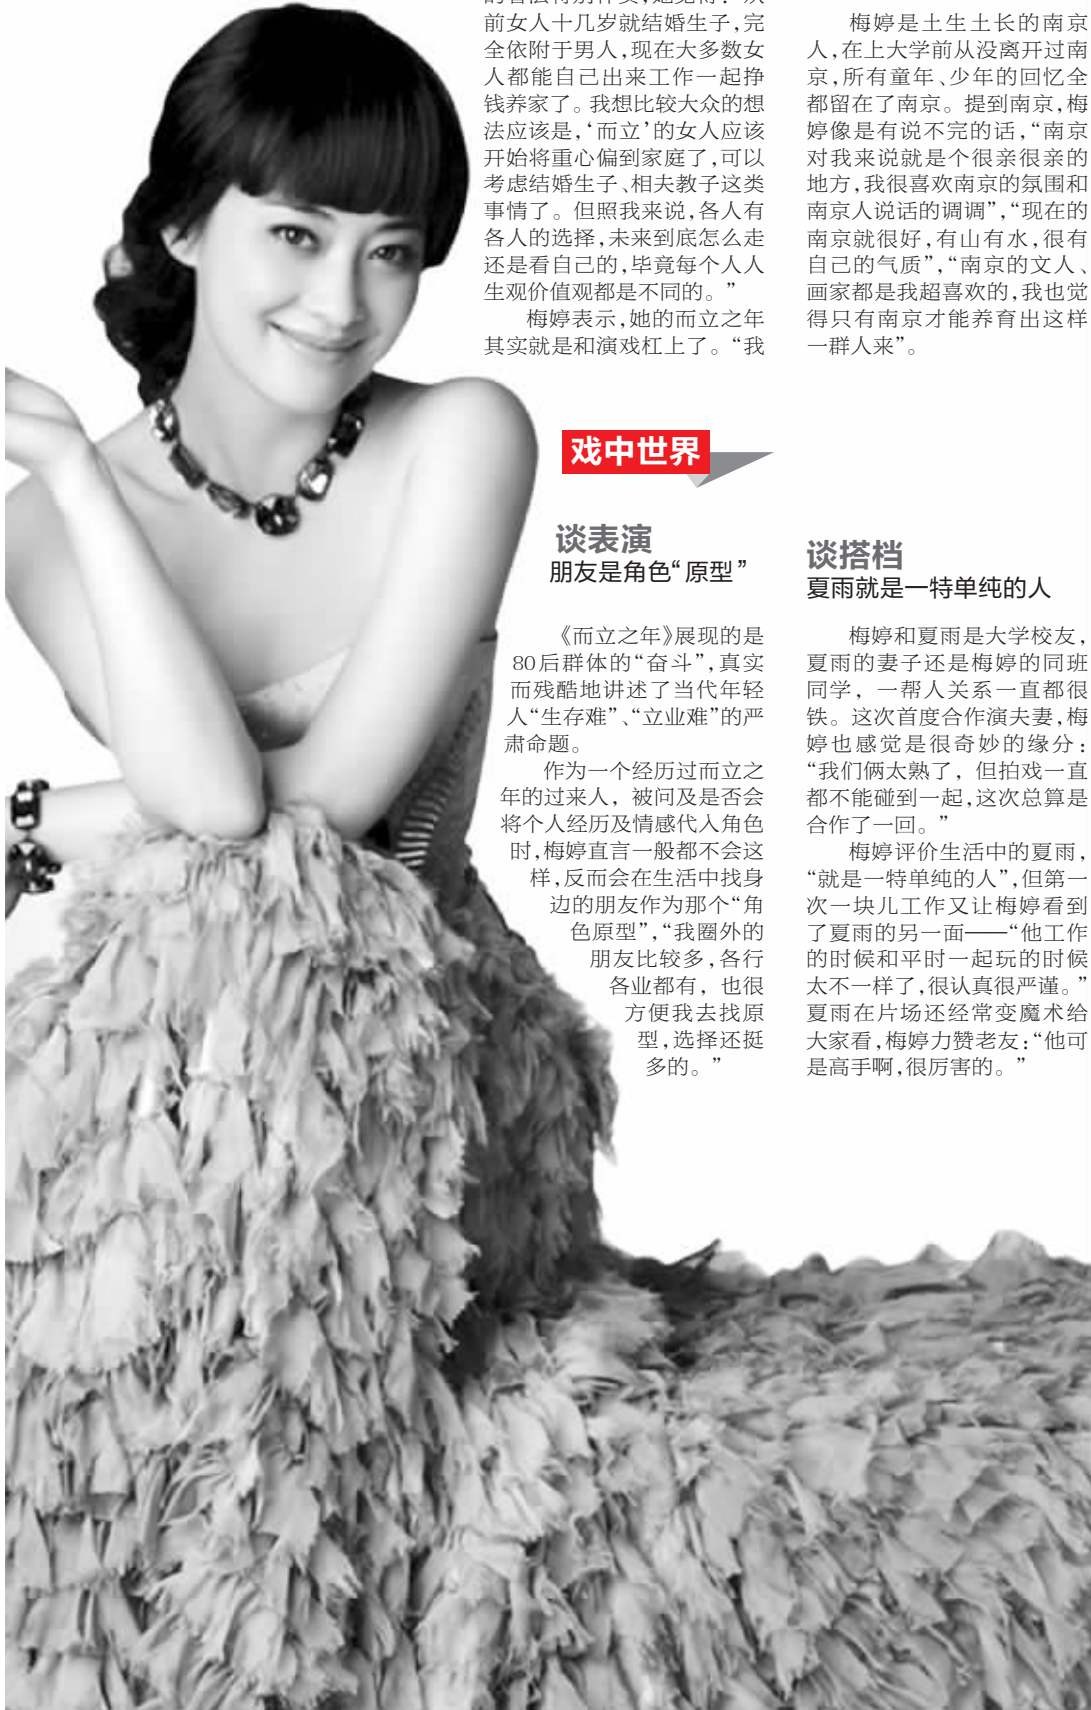 前女人十几岁就结婚生子,完
全依附于男人,现在大多数女
人都能自己出来工作一起挣
钱养家了。我想比较大众的想
法应该是,‘而立’的女人应该
开始将重心偏到家庭了,可以
考虑结婚生子、相夫教子这类
事情了。但照我来说,各人有
各人的选择,未来到底怎么走
还是看自己的,毕竟每个人人
生观价值观都是不同的。”
梅婷表示,她的而立之年
其实就是和演戏杠上了。“我
梅婷是土生土长的南京
人,在上大学前从没离开过南
京,所有童年、少年的回忆全
都留在了南京。提到南京,梅
婷像是有说不完的话,“南京
对我来说就是个很亲很亲的
地方,我很喜欢南京的氛围和
南京人说话的调调”,“现在的
南京就很好,有山有水,很有
自己的气质”,“南京的文人、
画家都是我超喜欢的,我也觉
得只有南京才能养育出这样
一群人来”。
戏中世界
谈表演
朋友是角色“原型”
《而立之年》展现的是
80后群体的“奋斗”,真实
而残酷地讲述了当代年轻
人“生存难”、“立业难”的严
肃命题。
作为一个经历过而立之
年的过来人，被问及是否会
将个人经历及情感代入角色
时,梅婷直言一般都不会这
样,反而会在生活中找身
边的朋友作为那个“角
色原型”,“我圈外的
朋友比较多,各行
各业都有，也很
方便我去找原
型,选择还挺
多的。”
谈搭档
夏雨就是一特单纯的人
梅婷和夏雨是大学校友,
夏雨的妻子还是梅婷的同班
同学，一帮人关系一直都很
铁。这次首度合作演夫妻,梅
婷也感觉是很奇妙的缘分：
“我们俩太熟了，但拍戏一直
都不能碰到一起,这次总算是
合作了一回。”
梅婷评价生活中的夏雨,
“就是一特单纯的人”,但第一
次一块儿工作又让梅婷看到
了夏雨的另一面——“他工作
的时候和平时一起玩的时候
太不一样了,很认真很严谨。”
夏雨在片场还经常变魔术给
大家看,梅婷力赞老友:“他可
是高手啊,很厉害的。”